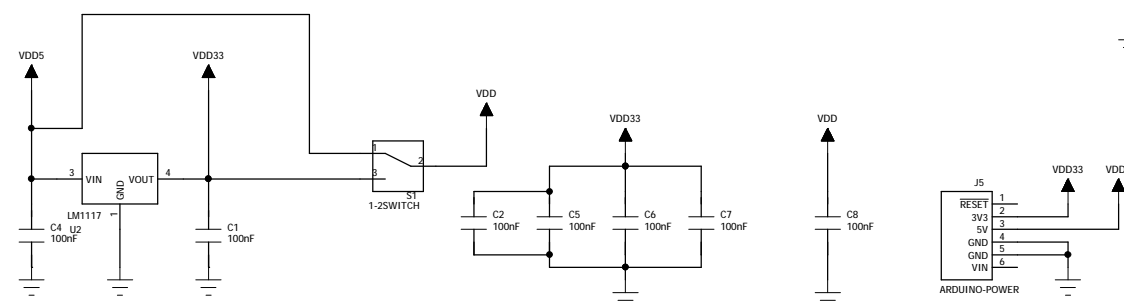 VDD5
VDD33
VDD
VDD33
VDD
VDD33
VDD
1
2
3
S1
1-2SWITCH
3
VIN
GND
VOUT
4
1
LM1117
U2
C4
100nF
C1
100nF
C2
100nF
C5
100nF
C6
100nF
C7
100nF
C8
100nF
J5
RESET
1
3V3
2
5V
3
GND
4
GND
5
VIN
6
ARDUINO-POWER